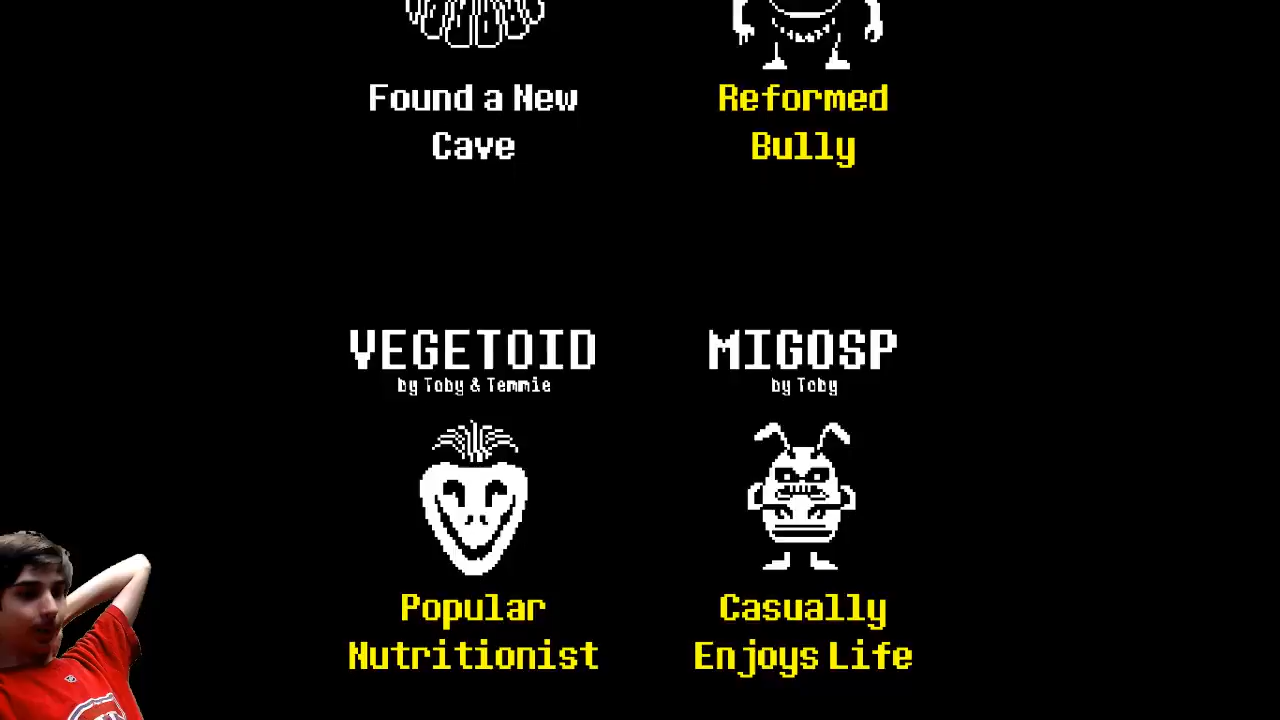 Found a New
Cave
Reformed
Bully
VEGETOID
by Toby & Temmie
Popular
Nutritionist
MIGOSP
by Toby
Casually
Enjoys Life